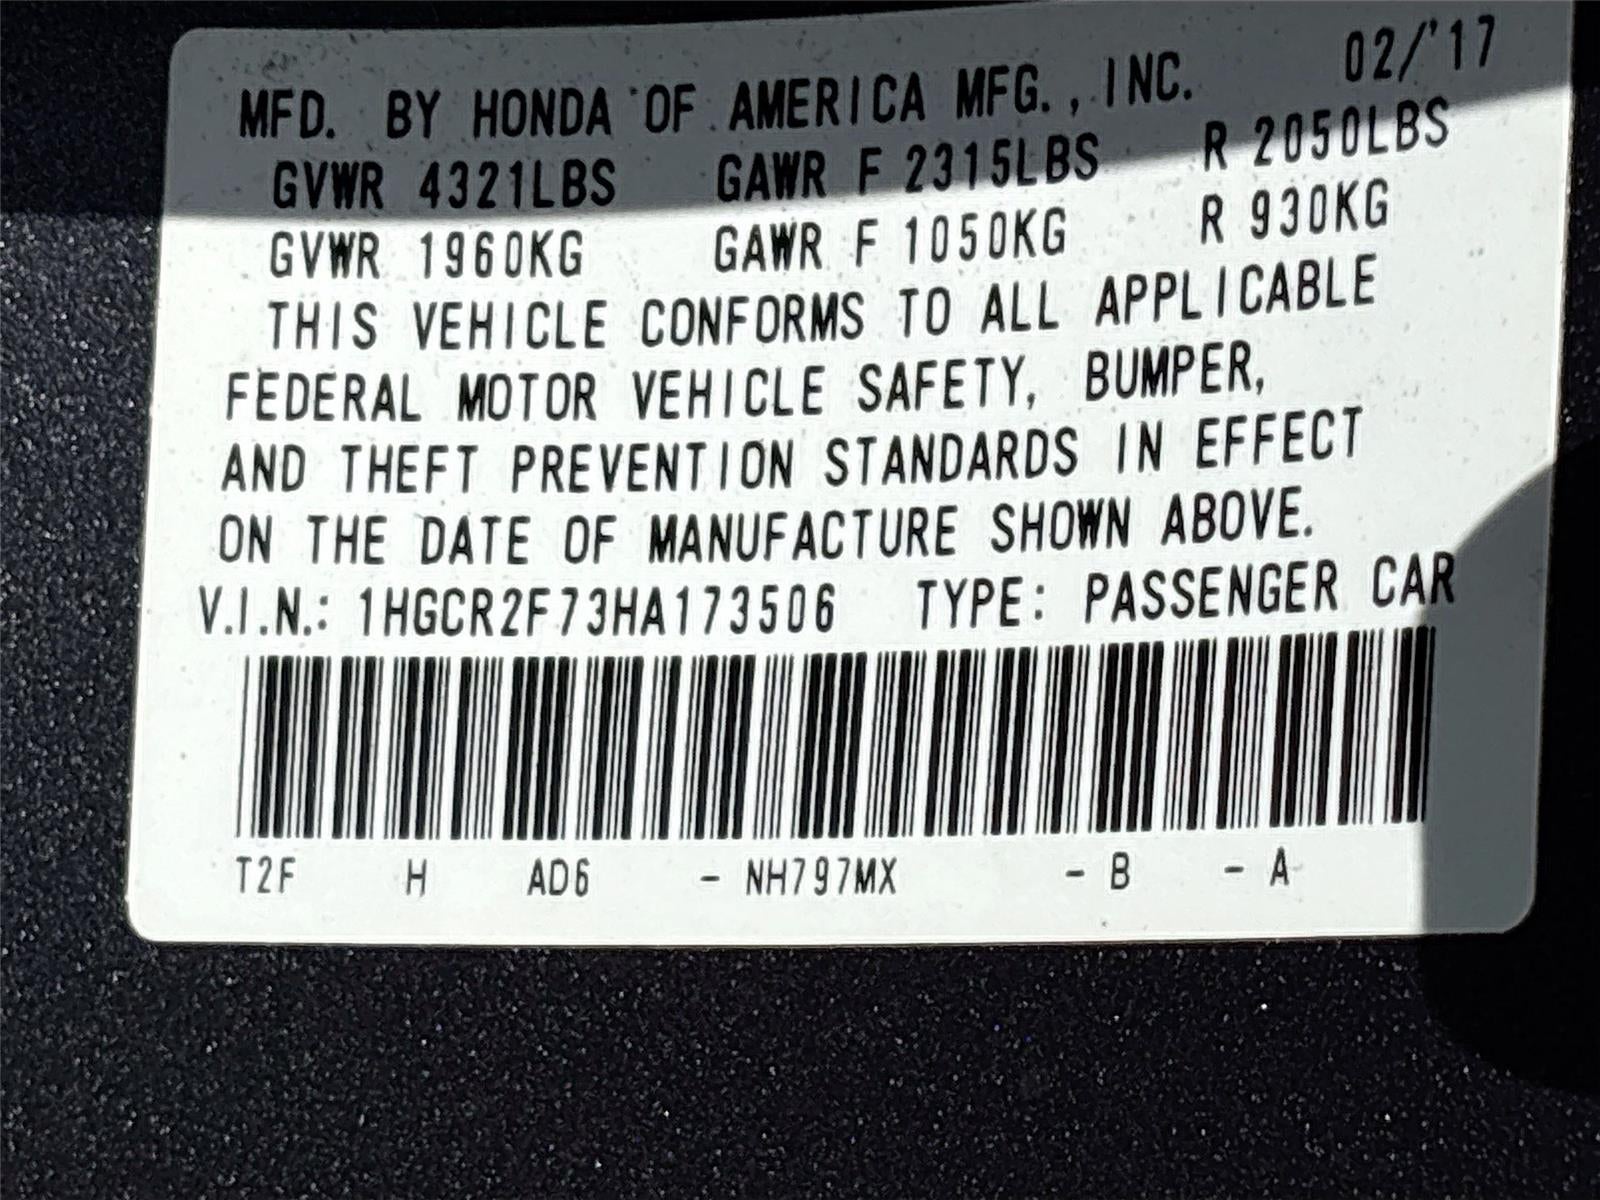 02/'17
MFD. BY HONDA OF AMERICA MFG., INC.
GVWR 4321LBS GAWR F 2315LBS R 2050LBS
GVWR 1960KG GAWR F 1050KG R 930KG
THIS VEHICLE CONFORMS TO ALL APPLICABLE
FEDERAL MOTOR VEHICLE SAFETY, BUMPER,
AND THEFT PREVENTION STANDARDS IN EFFECT
ON THE DATE OF MANUFACTURE SHOWN ABOVE.
V.I.N.: 1HGCR2F73HA173506 TYPE: PASSENGER CAR
T2F H AD6 - NH797MX - B - A